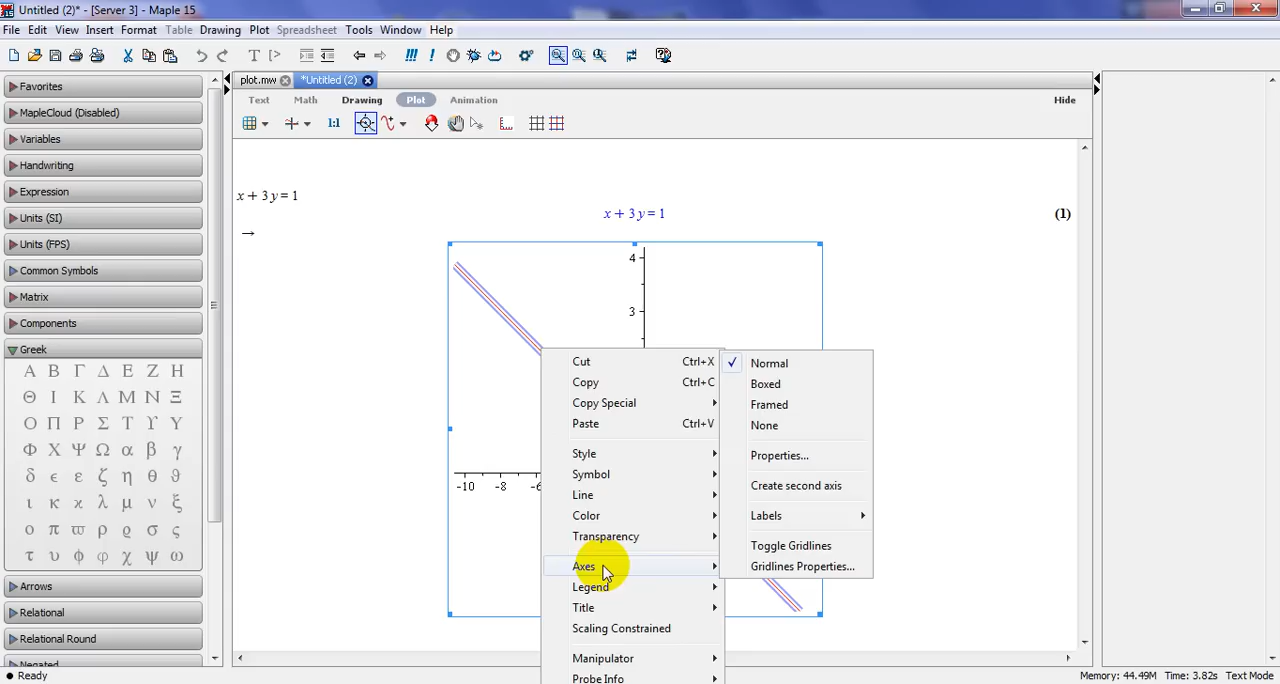 Untitled (2)* - [Server 3] - Maple 15
File Edit View Insert Format Table Drawing Plot Spreadsheet Tools Window Help
plot.mw *Untitled (2)
Text Math Drawing Plot Animation Hide
1:1
Favorites
MapleCloud (Disabled)
Variables
Handwriting
Expression
Units (SI)
Units (FPS)
Common Symbols
Matrix
Components
Greek
Α Β Γ Δ Ε Ζ Η
Θ Ι Κ Λ Μ Ν Ξ
Ο Π Ρ Σ Τ Υ Υ
Φ Χ Ψ Ω α β γ
δ ϵ ε ζ η θ ϑ
ι κ ϰ λ μ ν ξ
ο π ϖ ρ ϱ σ ς
τ υ φ ϕ χ ψ ω
Arrows
Relational
Relational Round
Negated
x + 3 y = 1
x + 3 y = 1 (1)
→
4
3
-10 -8 -6
Cut Ctrl+X
Copy Ctrl+C
Copy Special
Paste Ctrl+V
Style
Symbol
Line
Color
Transparency
Axes
Legend
Title
Scaling Constrained
Manipulator
Probe Info
Normal
Boxed
Framed
None
Properties...
Create second axis
Labels
Toggle Gridlines
Gridlines Properties...
Ready
Memory: 44.49M Time: 3.82s Text Mode